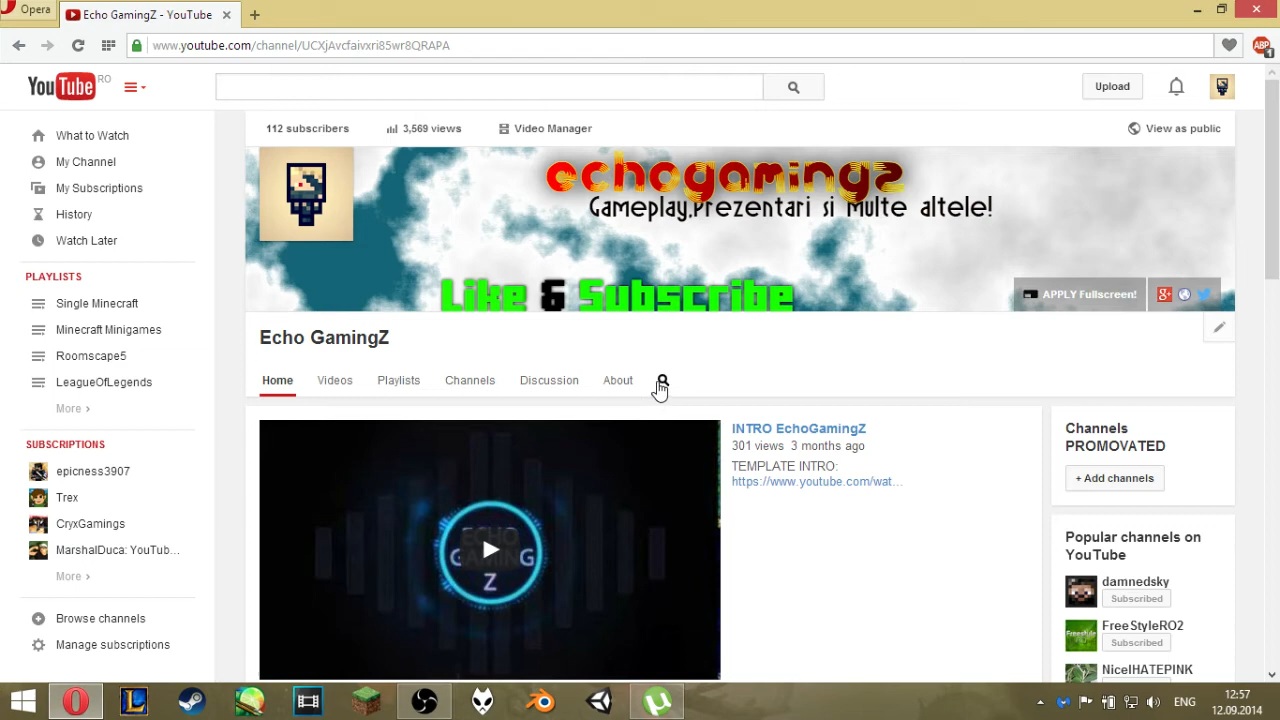 Opera
Echo GamingZ - YouTube
www.youtube.com/channel/UCXjAvcfaivxri85wr8QRAPA
ABP
1
YouTube RO
Upload
112 subscribers
3,569 views
Video Manager
View as public
What to Watch
My Channel
My Subscriptions
History
Watch Later
PLAYLISTS
Single Minecraft
Minecraft Minigames
Roomscape5
LeagueOfLegends
More
SUBSCRIPTIONS
epicness3907
Trex
CryxGamings
MarshalDuca: YouTub...
More
Browse channels
Manage subscriptions
echogamingz
Gameplay,Prezentari si multe altele!
Like & Subscribe
APPLY Fullscreen!
Echo GamingZ
Home
Videos
Playlists
Channels
Discussion
About
ECHO
GAMING
Z
INTRO EchoGamingZ
301 views 3 months ago
TEMPLATE INTRO:
https://www.youtube.com/wat...
Channels
PROMOVATED
+ Add channels
Popular channels on
YouTube
damnedsky
Subscribed
FreeStyleRO2
Subscribed
NicelHATEPINK
ENG
12:57
12.09.2014